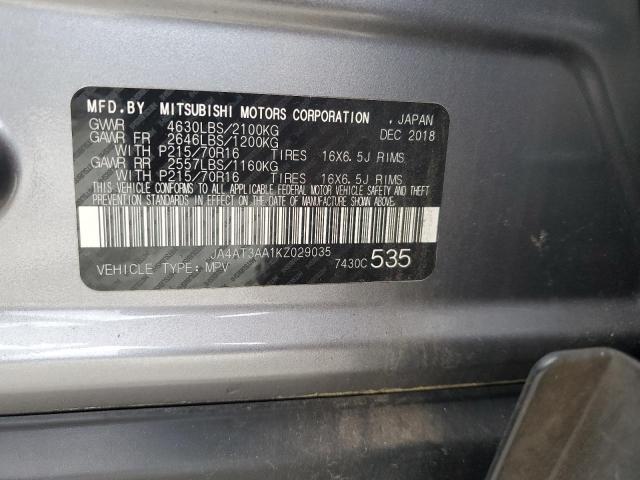 MFD.BY MITSUBISHI MOTORS CORPORATION , JAPAN
GVWR 4630LBS/2100KG DEC 2018
GAWR FR 2646LBS/1200KG
WITH P215/70R16 TIRES 16X6.5J RIMS
GAWR RR 2557LBS/1160KG
WITH P215/70R16 TIRES 16X6.5J RIMS
THIS VEHICLE CONFORMS TO ALL APPLICABLE FEDERAL MOTOR VEHICLE SAFETY AND THEFT
PREVENTION STANDARDS IN EFFECT ON THE DATE OF MANUFACTURE SHOWN ABOVE.
JA4AT3AA1KZ029035
VEHICLE TYPE: MPV 7430C 535